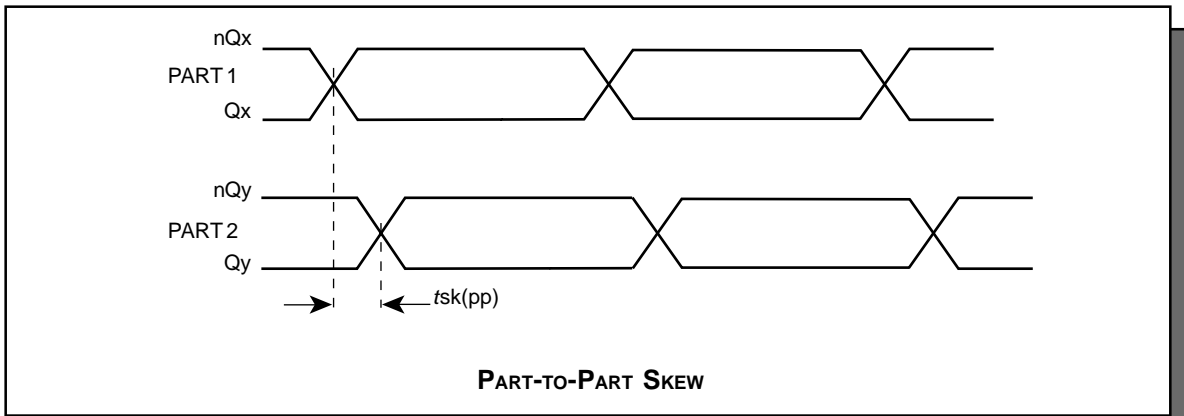 nQx
PART 1
Qx
nQy
PART 2
Qy
tsk(pp)
PART-TO-PART SKEW